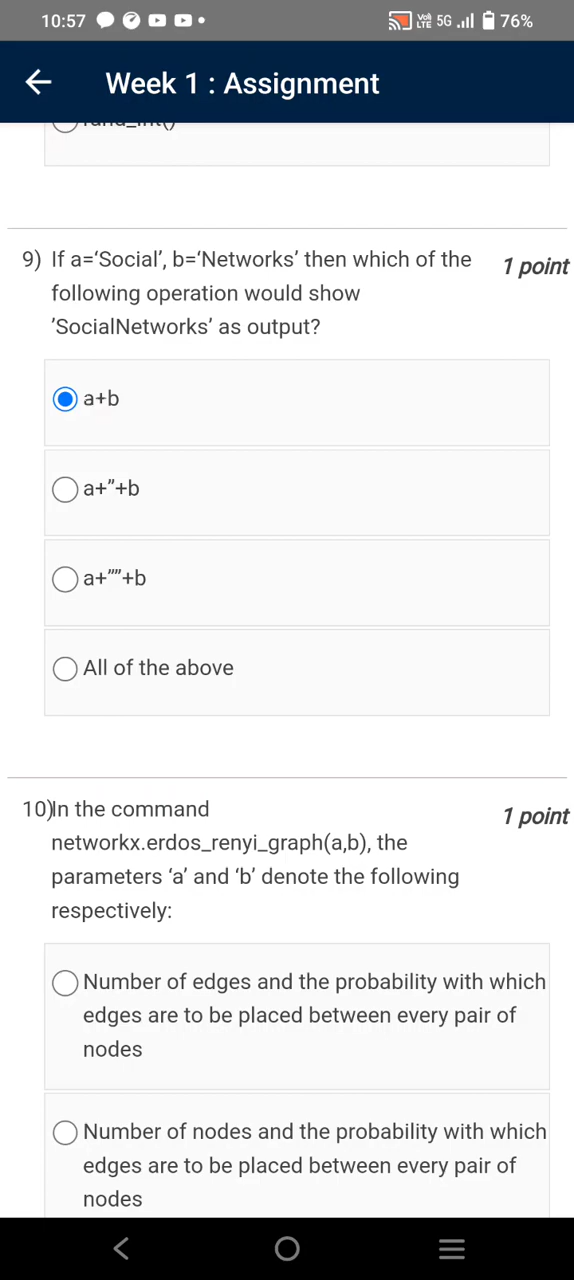 10:57 76%
5G
Week 1 : Assignment
9) If a=‘Social’, b=‘Networks’ then which of the
1 point
following operation would show
’SocialNetworks’ as output?
a+b
a+”+b
a+””+b
All of the above
10)In the command
1 point
networkx.erdos_renyi_graph(a,b), the
parameters ‘a’ and ‘b’ denote the following
respectively:
Number of edges and the probability with which
edges are to be placed between every pair of
nodes
Number of nodes and the probability with which
edges are to be placed between every pair of
nodes